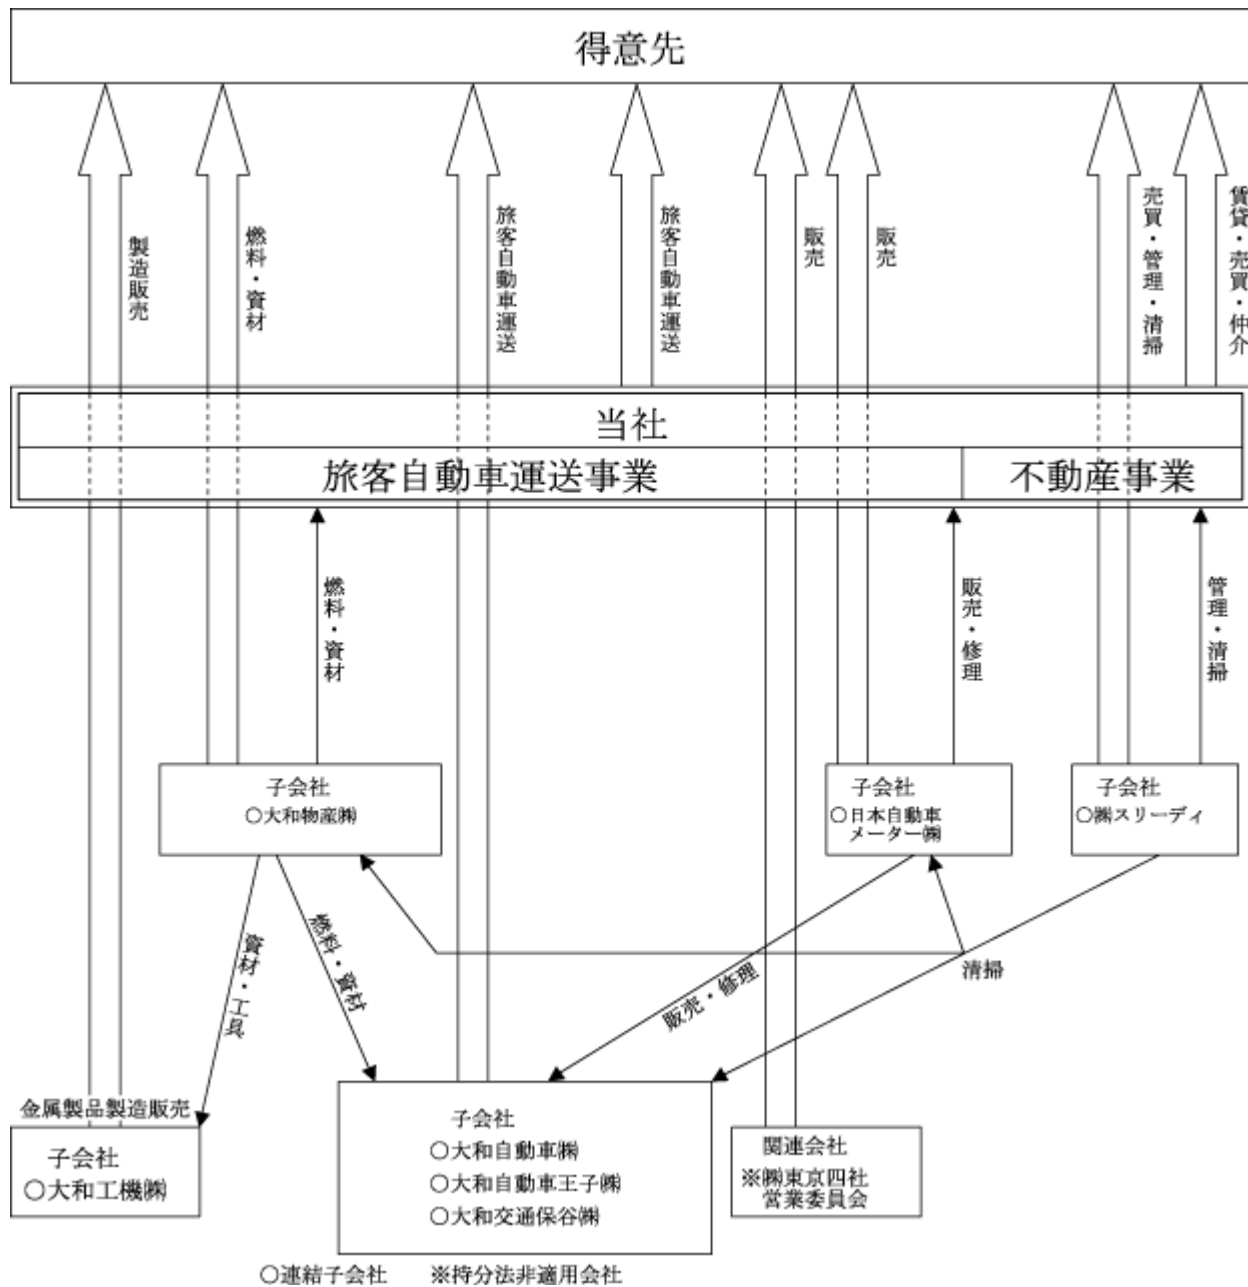 得意先
製造販売
燃料・資材
旅客自動車運送
旅客自動車運送
販売
販売
売買・管理・清掃
賃貸・売買・仲介
当社
旅客自動車運送事業
不動産事業
燃料・資材
販売・修理
管理・清掃
子会社
○大和物産㈱
子会社
○日本自動車
メーター㈱
子会社
○㈱スリーディ
資材・工具
燃料・資材
販売・修理
清掃
金属製品製造販売
子会社
○大和工機㈱
子会社
○大和自動車㈱
○大和自動車王子㈱
○大和交通保谷㈱
関連会社
※㈱東京四社
営業委員会
○連結子会社 ※持分法非適用会社